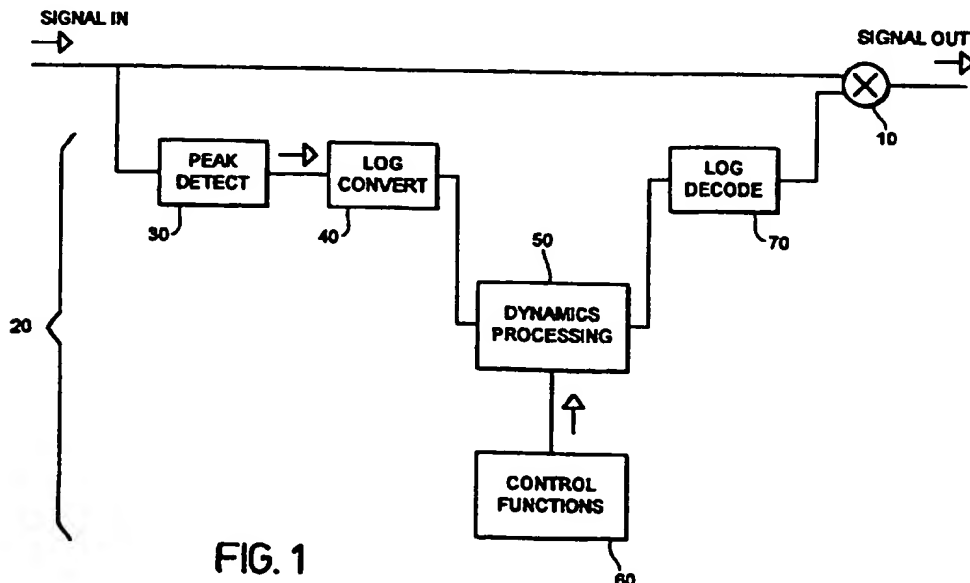 SIGNAL IN
SIGNAL OUT
10
PEAK
DETECT
30
LOG
CONVERT
40
LOG
DECODE
70
50
DYNAMICS
PROCESSING
20
CONTROL
FUNCTIONS
60
FIG. 1